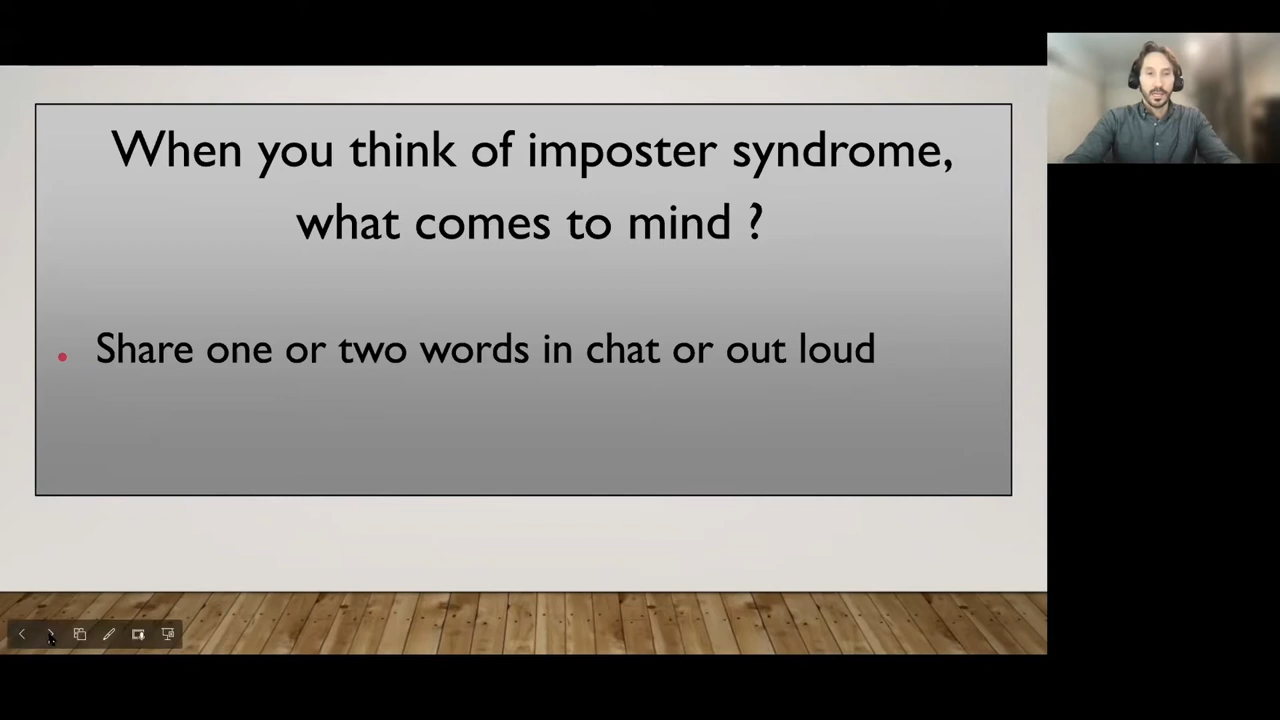 When you think of imposter syndrome,
what comes to mind ?
• Share one or two words in chat or out loud